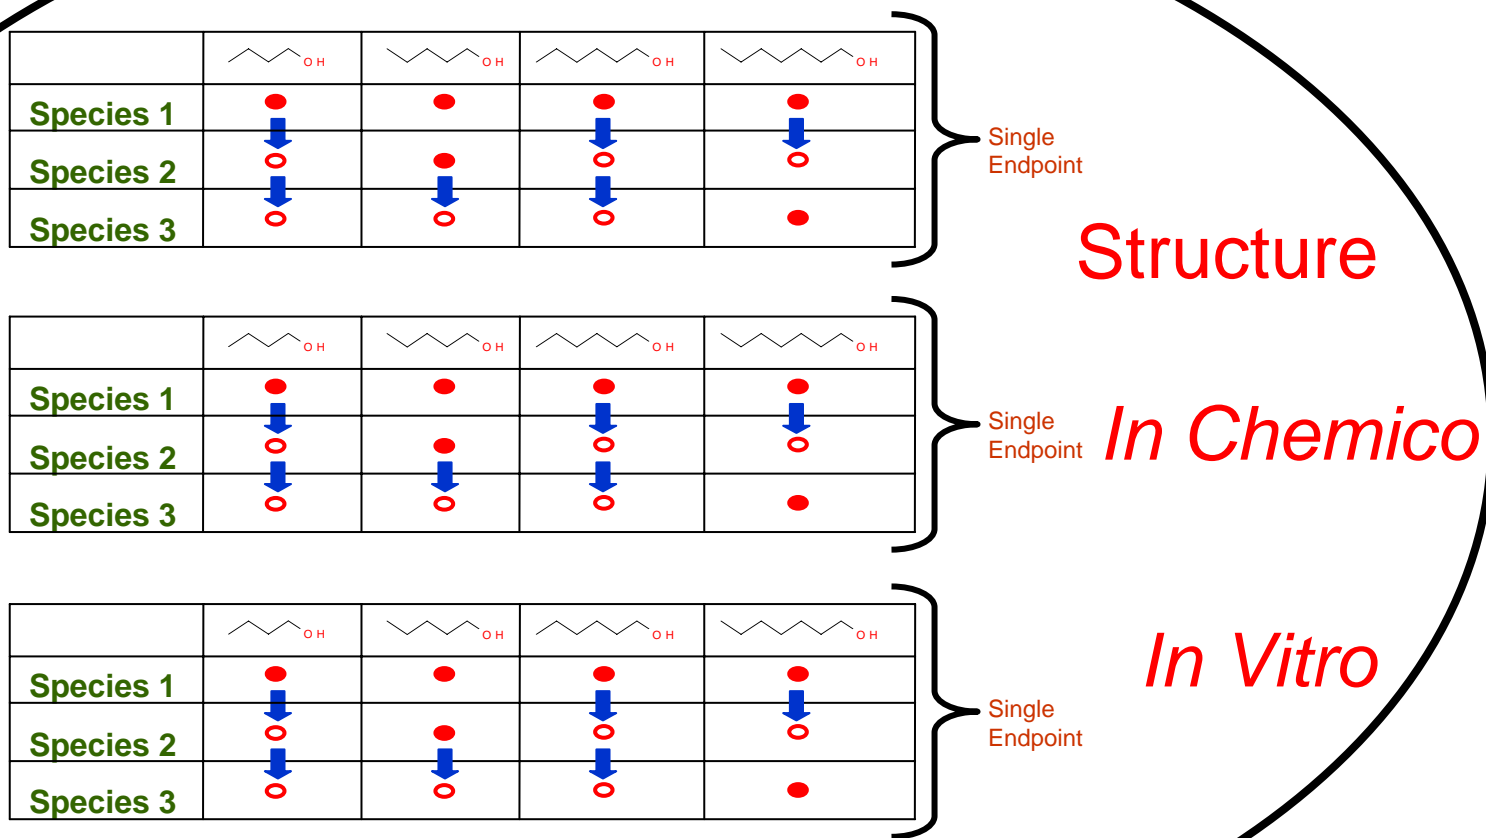 OH OH OH OH
Species 1
Species 2
Species 3
Single
Endpoint
Structure
OH OH OH OH
Species 1
Species 2
Species 3
Single
Endpoint
In Chemico
OH OH OH OH
Species 1
Species 2
Species 3
Single
Endpoint
In Vitro